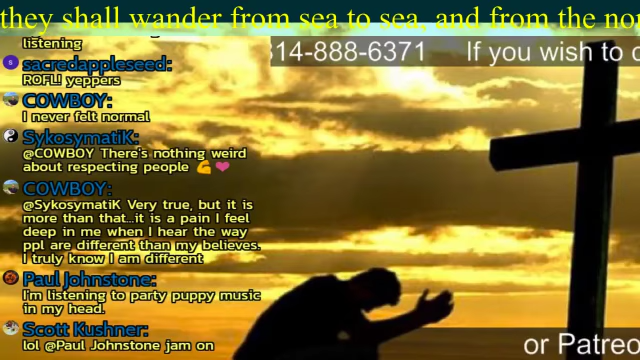 they shall wander from sea to sea, and from the no
listening
14-888-6371 If you wish to
S sacredappleseed:
ROFL! yeppers
COWBOY:
I never felt normal
SykosymatiK:
@COWBOY There's nothing weird
about respecting people 💪❤
COWBOY:
@SykosymatiK Very true, but it is
more than that...it is a pain I feel
deep in me when I hear the way
ppl are different than my believes.
I truly know I am different
Paul Johnstone:
I'm listening to party puppy music
in my head.
Scott Kushner:
lol @Paul Johnstone jam on
or Patreo